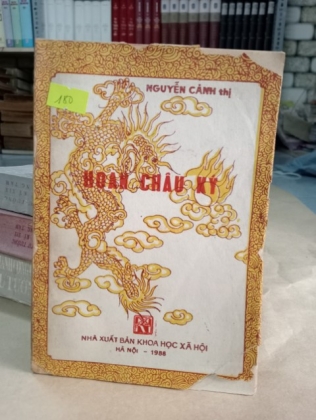 180
NGUYỄN CẢNH thị
HOAN CHÂU KÝ
NHÀ XUẤT BẢN KHOA HỌC XÃ HỘI
HÀ NỘI - 1988